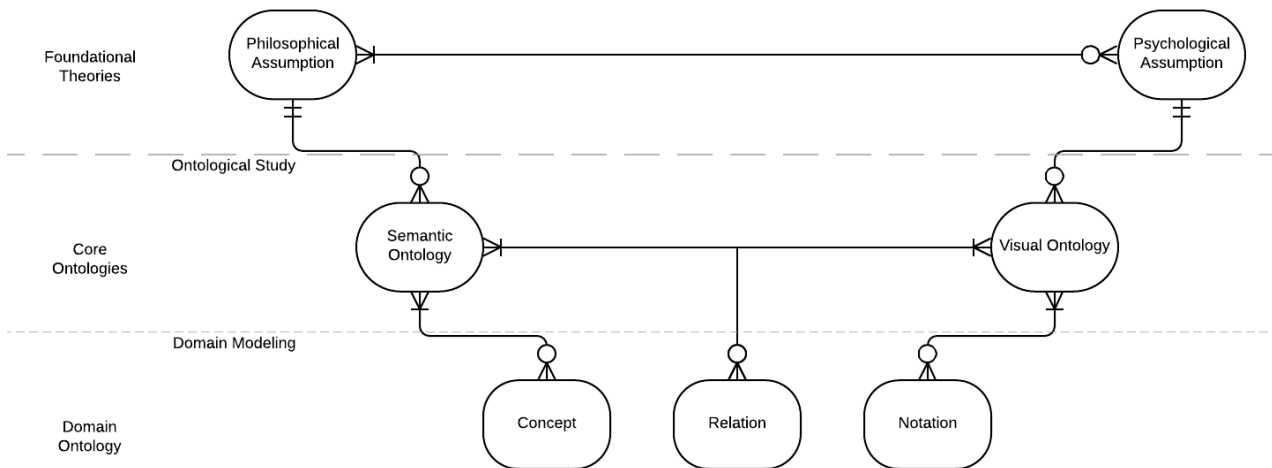 Foundational
Theories
Philosophical
Assumption
Psychological
Assumption
Ontological Study
Core
Ontologies
Semantic
Ontology
Visual Ontology
Domain Modeling
Domain
Ontology
Concept
Relation
Notation